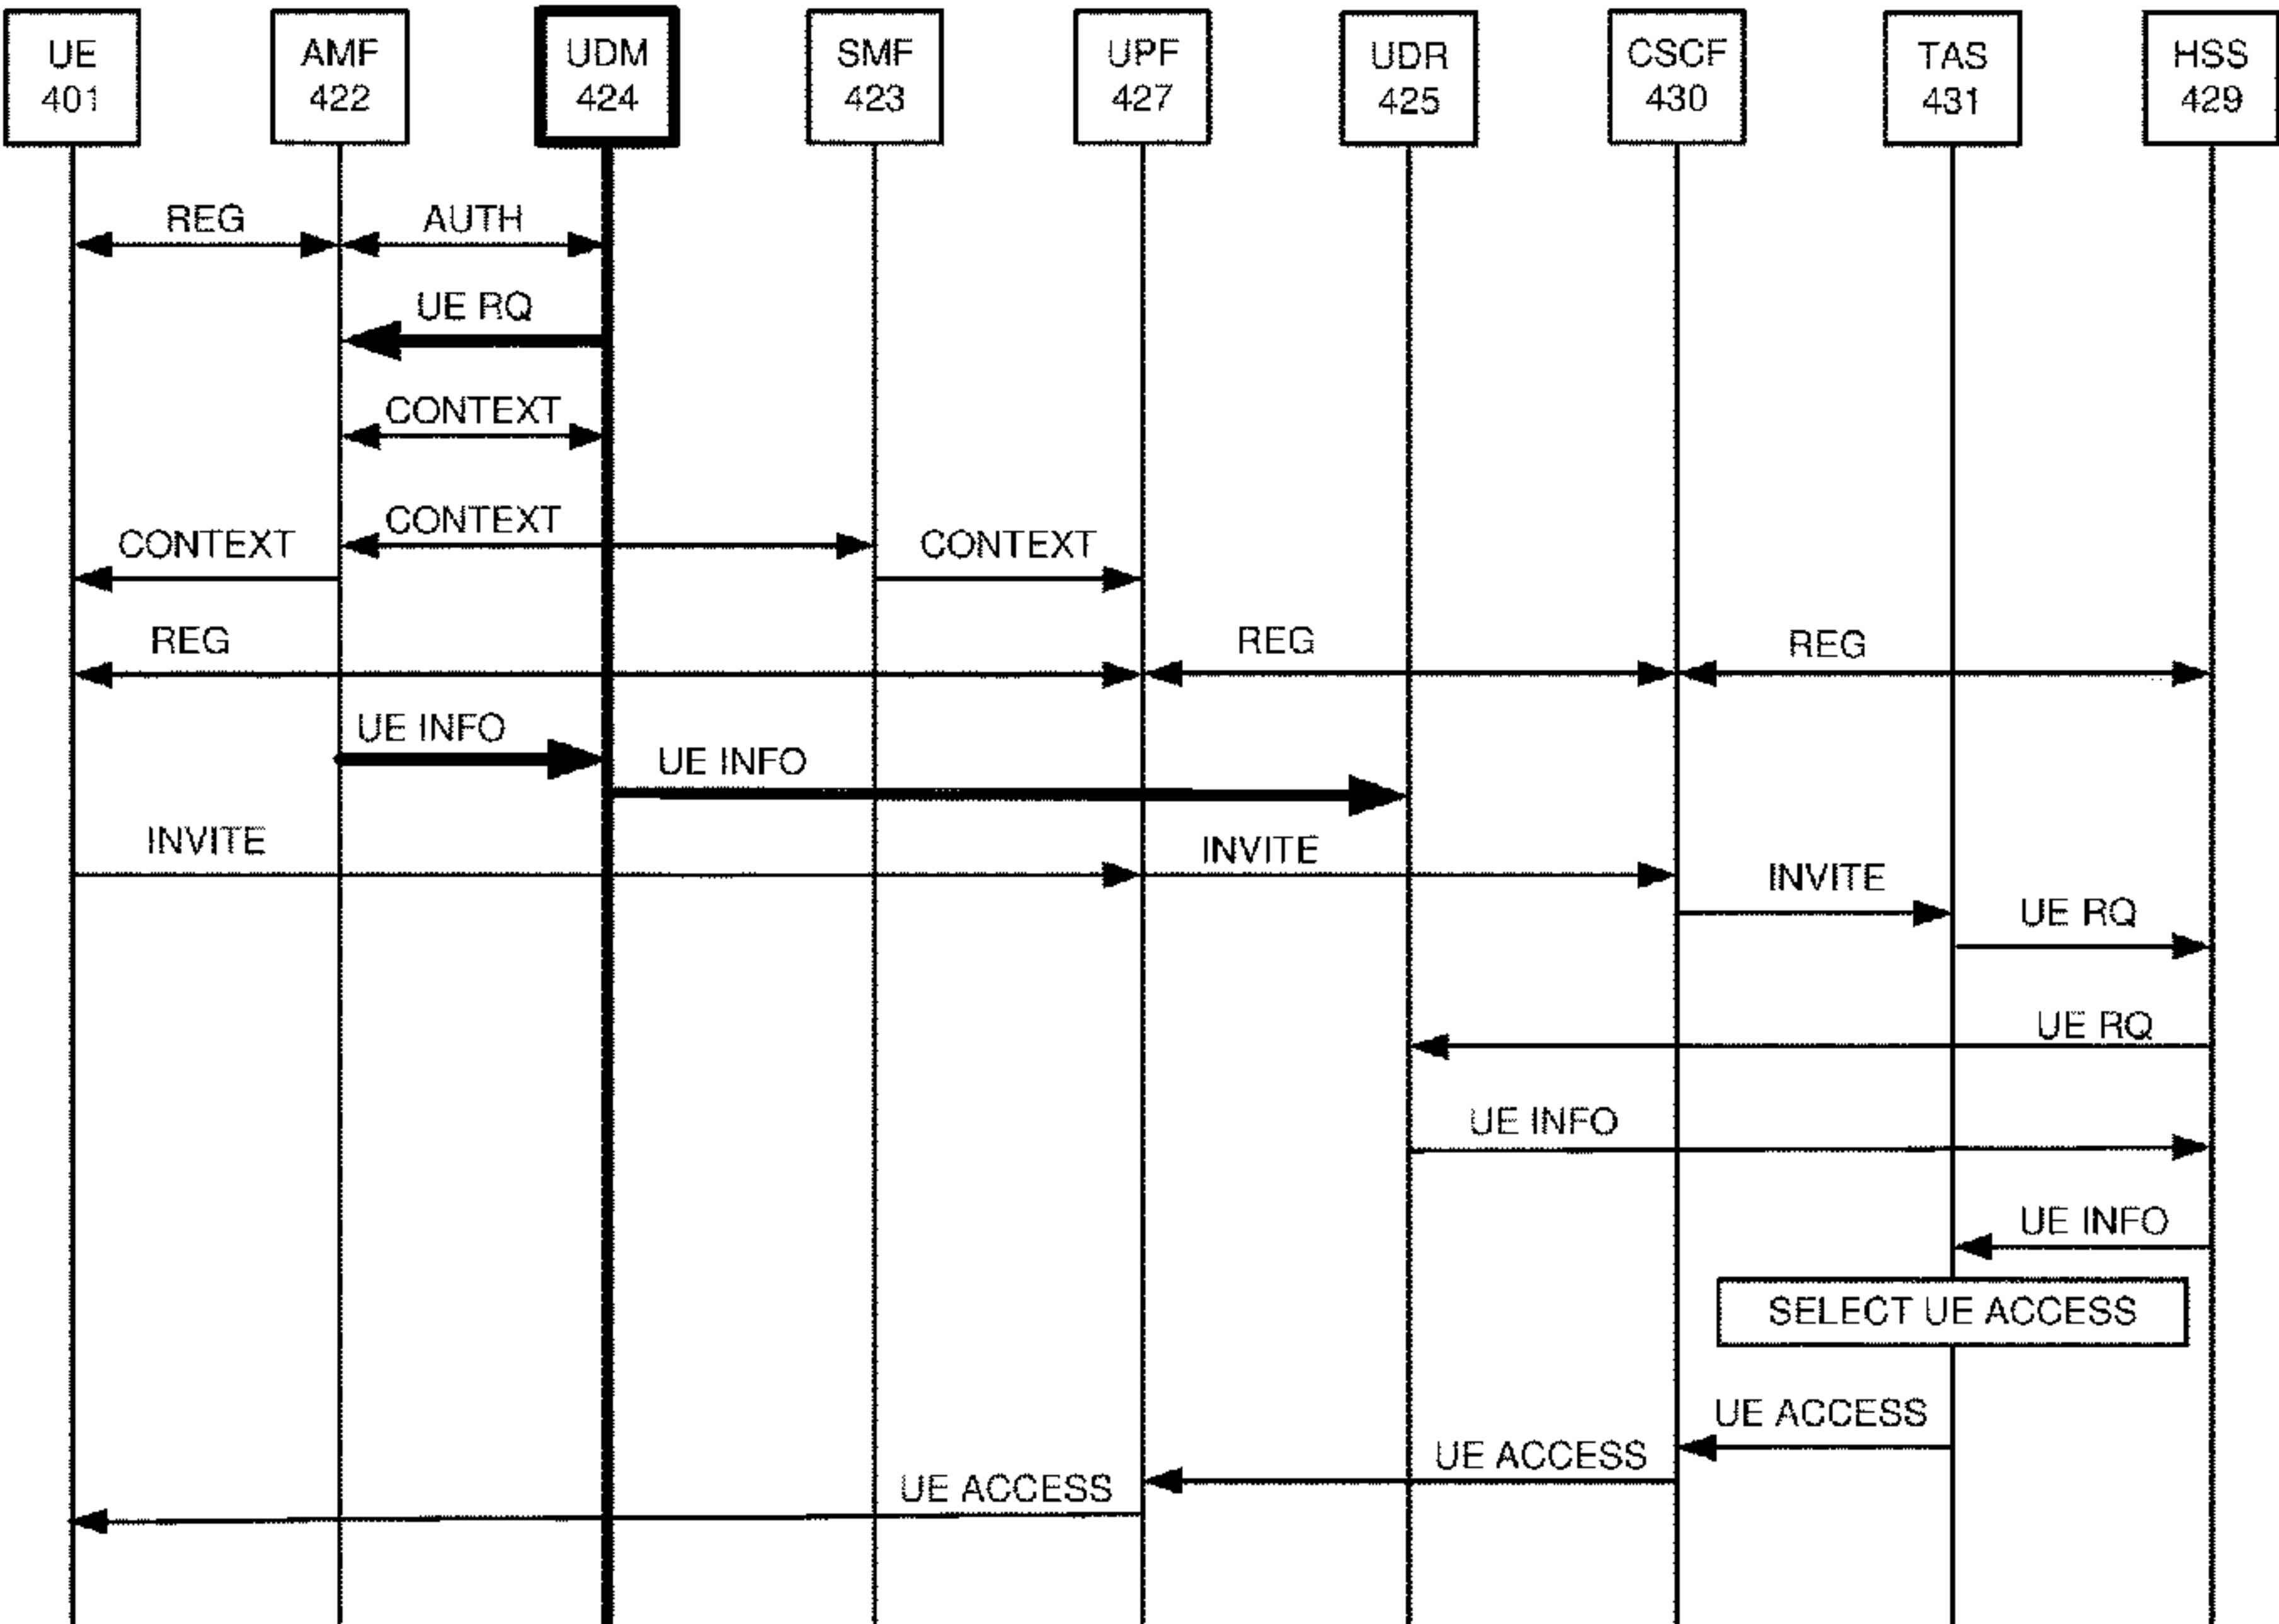 UE
401
AMF
422
UDM
424
SMF
423
UPF
427
UDR
425
CSCF
430
TAS
431
HSS
429
REG
AUTH
UE RQ
CONTEXT
CONTEXT
CONTEXT
CONTEXT
REG
REG
REG
UE INFO
UE INFO
INVITE
INVITE
INVITE
UE RQ
UE RQ
UE INFO
UE INFO
SELECT UE ACCESS
UE ACCESS
UE ACCESS
UE ACCESS